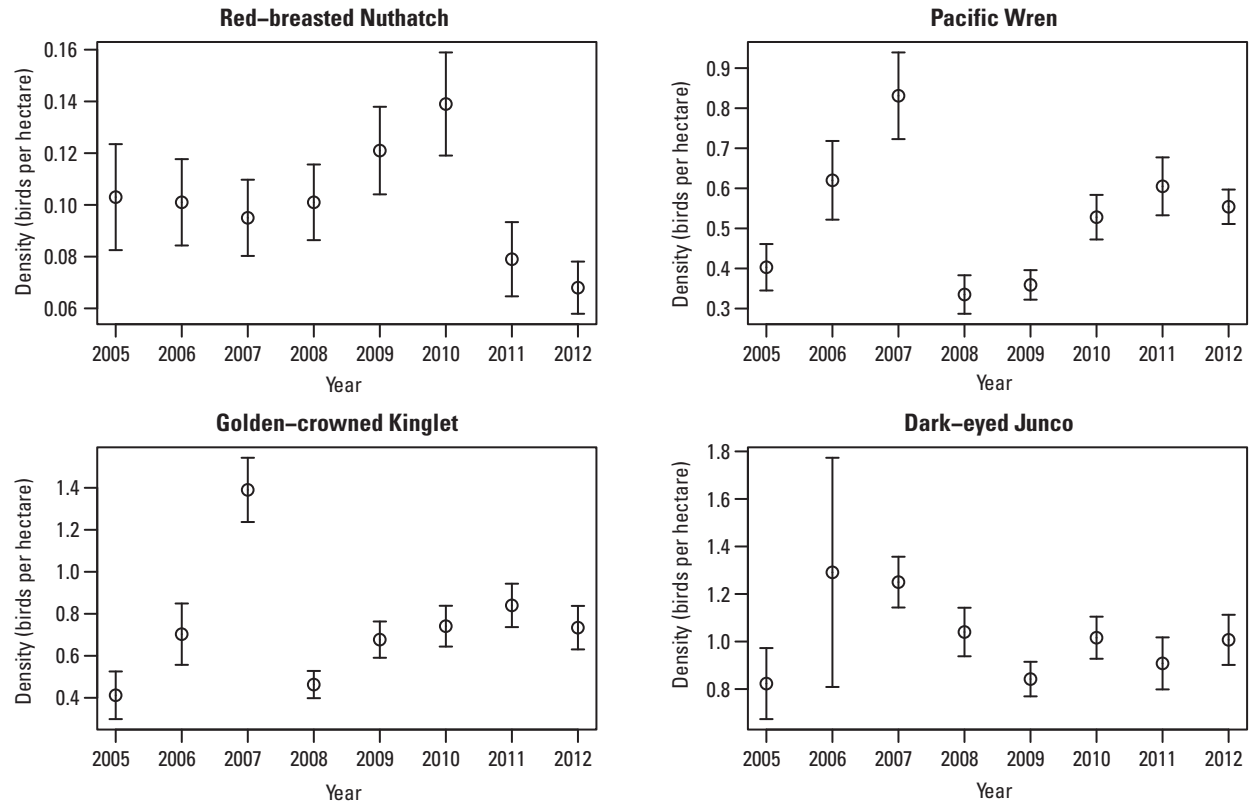 Red–breasted Nuthatch
Density (birds per hectare)
0.16
0.14
0.12
0.10
0.08
0.06
2005 2006 2007 2008 2009 2010 2011 2012
Year
Pacific Wren
Density (birds per hectare)
0.9
0.8
0.7
0.6
0.5
0.4
0.3
2005 2006 2007 2008 2009 2010 2011 2012
Year
Golden–crowned Kinglet
Density (birds per hectare)
1.4
1.2
1.0
0.8
0.6
0.4
2005 2006 2007 2008 2009 2010 2011 2012
Year
Dark–eyed Junco
Density (birds per hectare)
1.8
1.6
1.4
1.2
1.0
0.8
2005 2006 2007 2008 2009 2010 2011 2012
Year